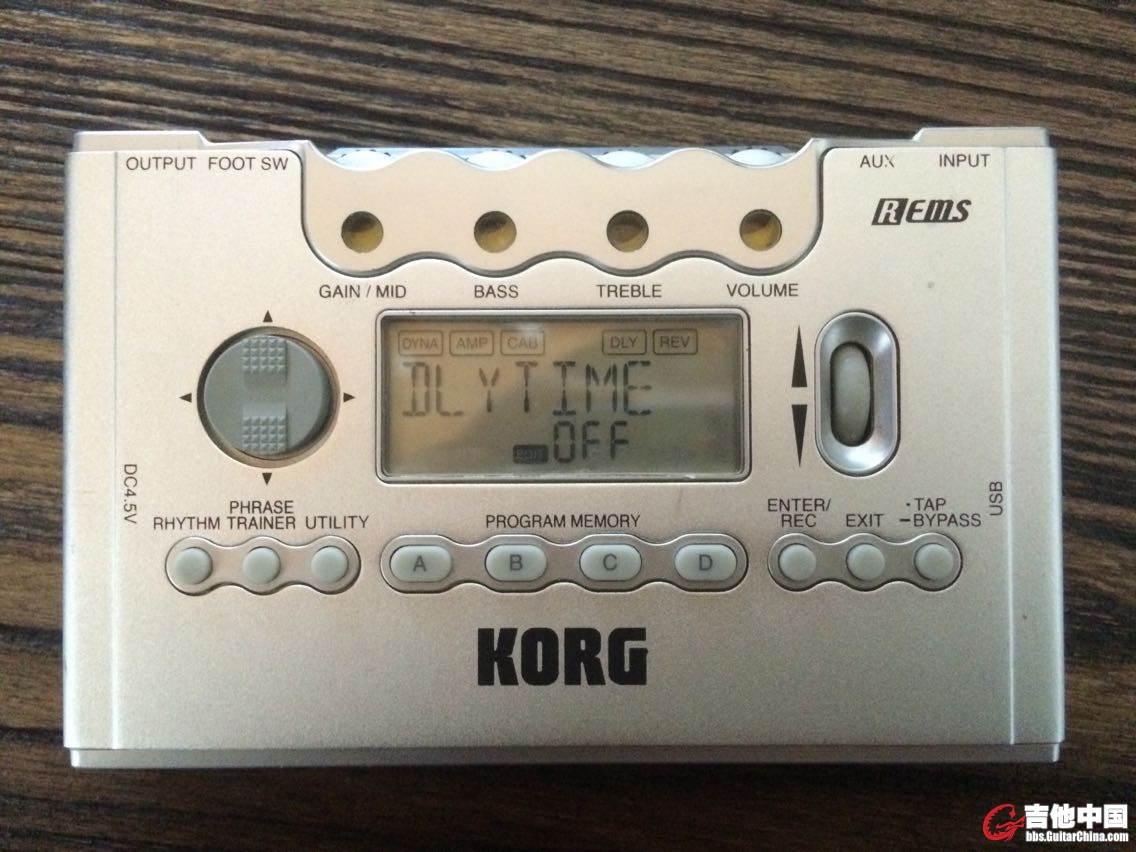 OUTPUT FOOT SW
AUX INPUT
REMS
GAIN / MID BASS TREBLE VOLUME
DYNA AMP CAB DLY REV
DLYTIME
EDIT OFF
DC4.5V
RHYTHM PHRASE TRAINER UTILITY
PROGRAM MEMORY
ENTER/
REC
EXIT
•TAP
−BYPASS
USB
A B C D
KORG
吉他中国
bbs.GuitarChina.com